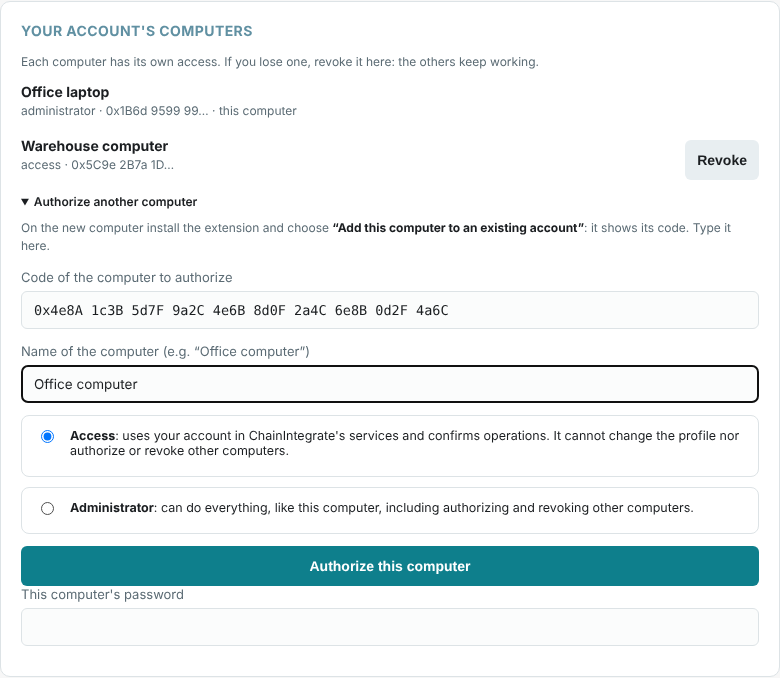 YOUR ACCOUNT'S COMPUTERS
Each computer has its own access. If you lose one, revoke it here: the others keep working.
Office laptop
administrator · 0x1B6d 9599 99... · this computer
Warehouse computer
access · 0x5C9e 2B7a 1D...
Revoke
▼ Authorize another computer
On the new computer install the extension and choose “Add this computer to an existing account”: it shows its code. Type it
here.
Code of the computer to authorize
0x4e8A 1c3B 5d7F 9a2C 4e6B 8d0F 2a4C 6e8B 0d2F 4a6C
Name of the computer (e.g. “Office computer”)
Office computer
Access: uses your account in ChainIntegrate's services and confirms operations. It cannot change the profile nor
authorize or revoke other computers.
Administrator: can do everything, like this computer, including authorizing and revoking other computers.
Authorize this computer
This computer's password